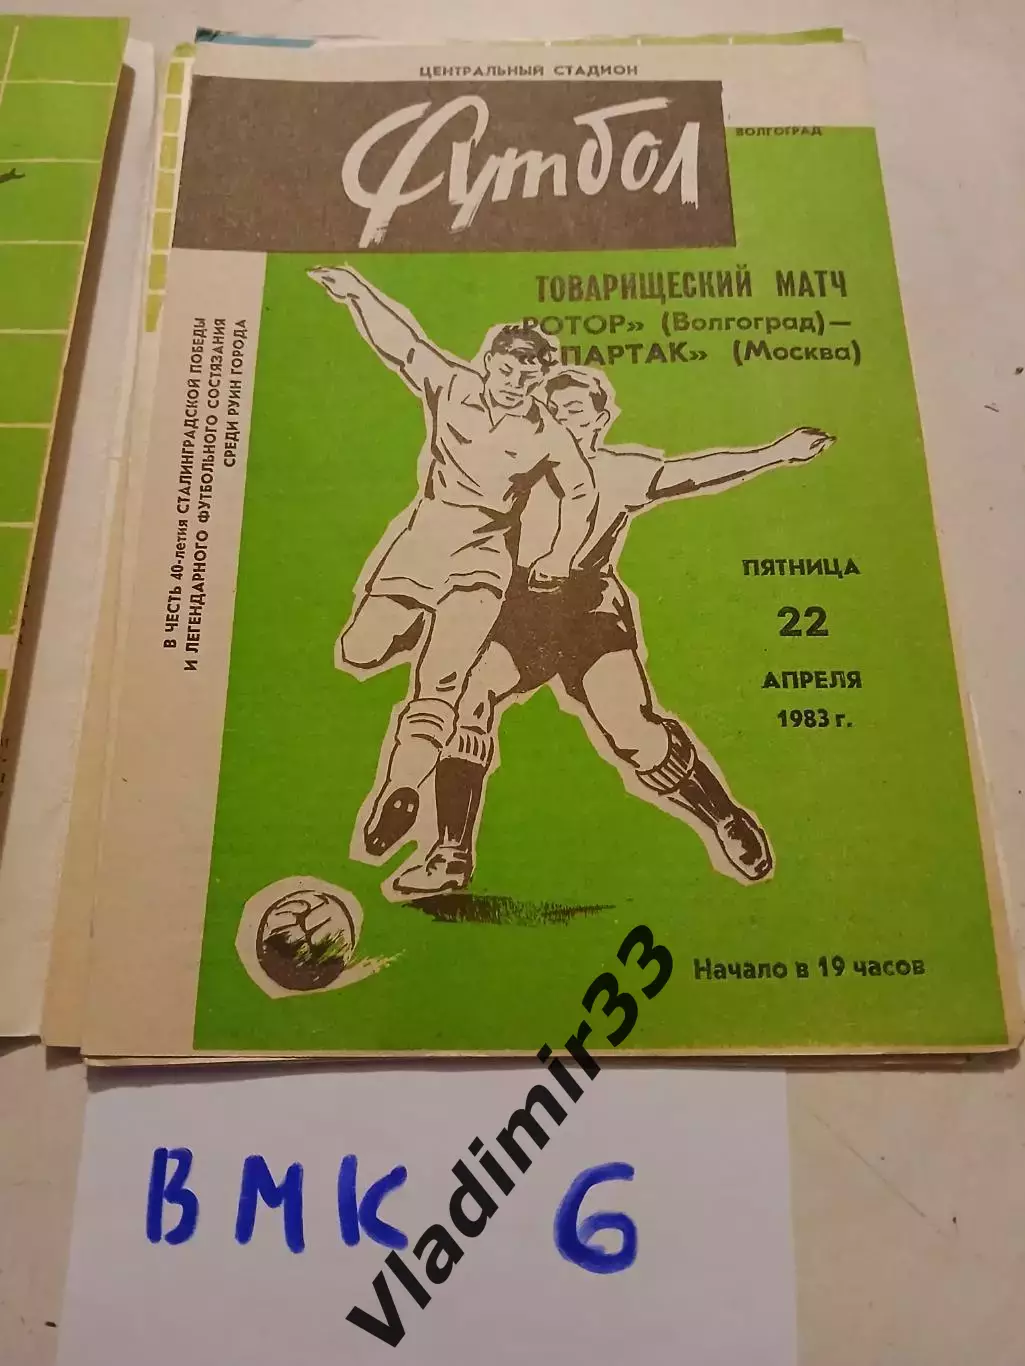 ЦЕНТРАЛЬНЫЙ СТАДИОН
Футбол
ВОЛГОГРАД
ТОВАРИЩЕСКИЙ МАТЧ
«РОТОР» (Волгоград)—
«СПАРТАК» (Москва)
В ЧЕСТЬ 40-летия СТАЛИНГРАДСКОЙ ПОБЕДЫ
И ЛЕГЕНДАРНОГО ФУТБОЛЬНОГО СОСТЯЗАНИЯ
СРЕДИ РУИН ГОРОДА
ПЯТНИЦА
22
АПРЕЛЯ
1983 г.
Начало в 19 часов
ВМК 6
vladimir33